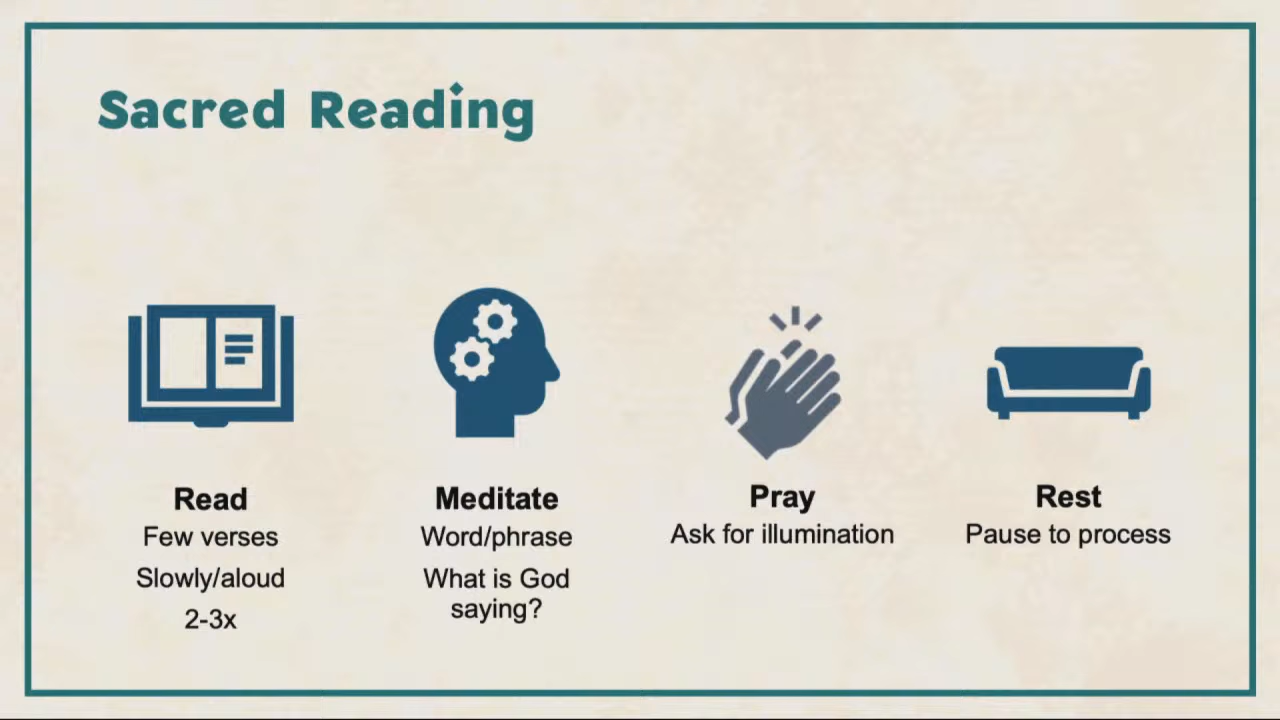 Sacred Reading
Read
Few verses
Slowly/aloud
2-3x
Meditate
Word/phrase
What is God
saying?
Pray
Ask for illumination
Rest
Pause to process